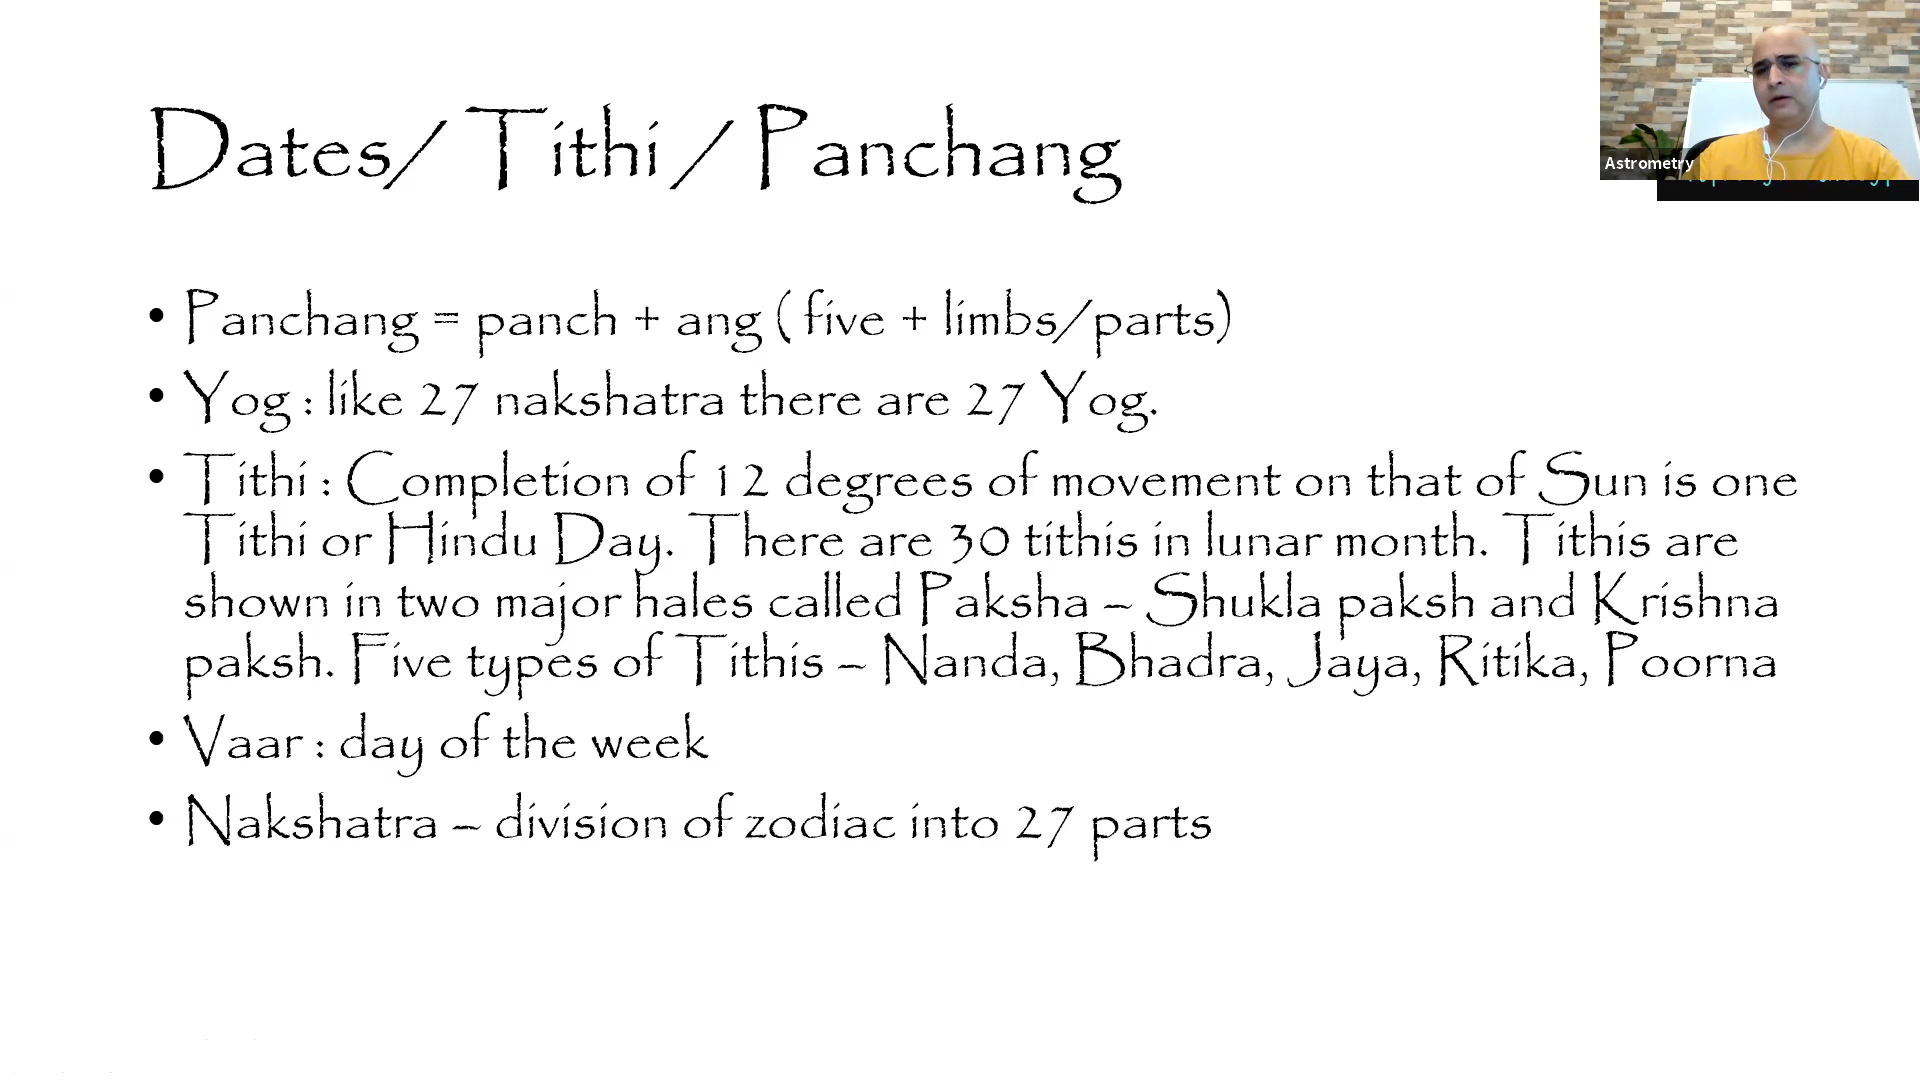 Dates/ Tithi / Panchang
Astrometry
• Panchang = panch + ang ( five + limbs/parts)
• Yog : like 27 nakshatra there are 27 Yog.
• Tithi : Completion of 12 degrees of movement on that of Sun is one
Tithi or Hindu Day. There are 30 tithis in lunar month. Tithis are
shown in two major hales called Paksha – Shukla paksh and Krishna
paksh. Five types of Tithis – Nanda, Bhadra, Jaya, Ritika, Poorna
• Vaar : day of the week
• Nakshatra – division of zodiac into 27 parts